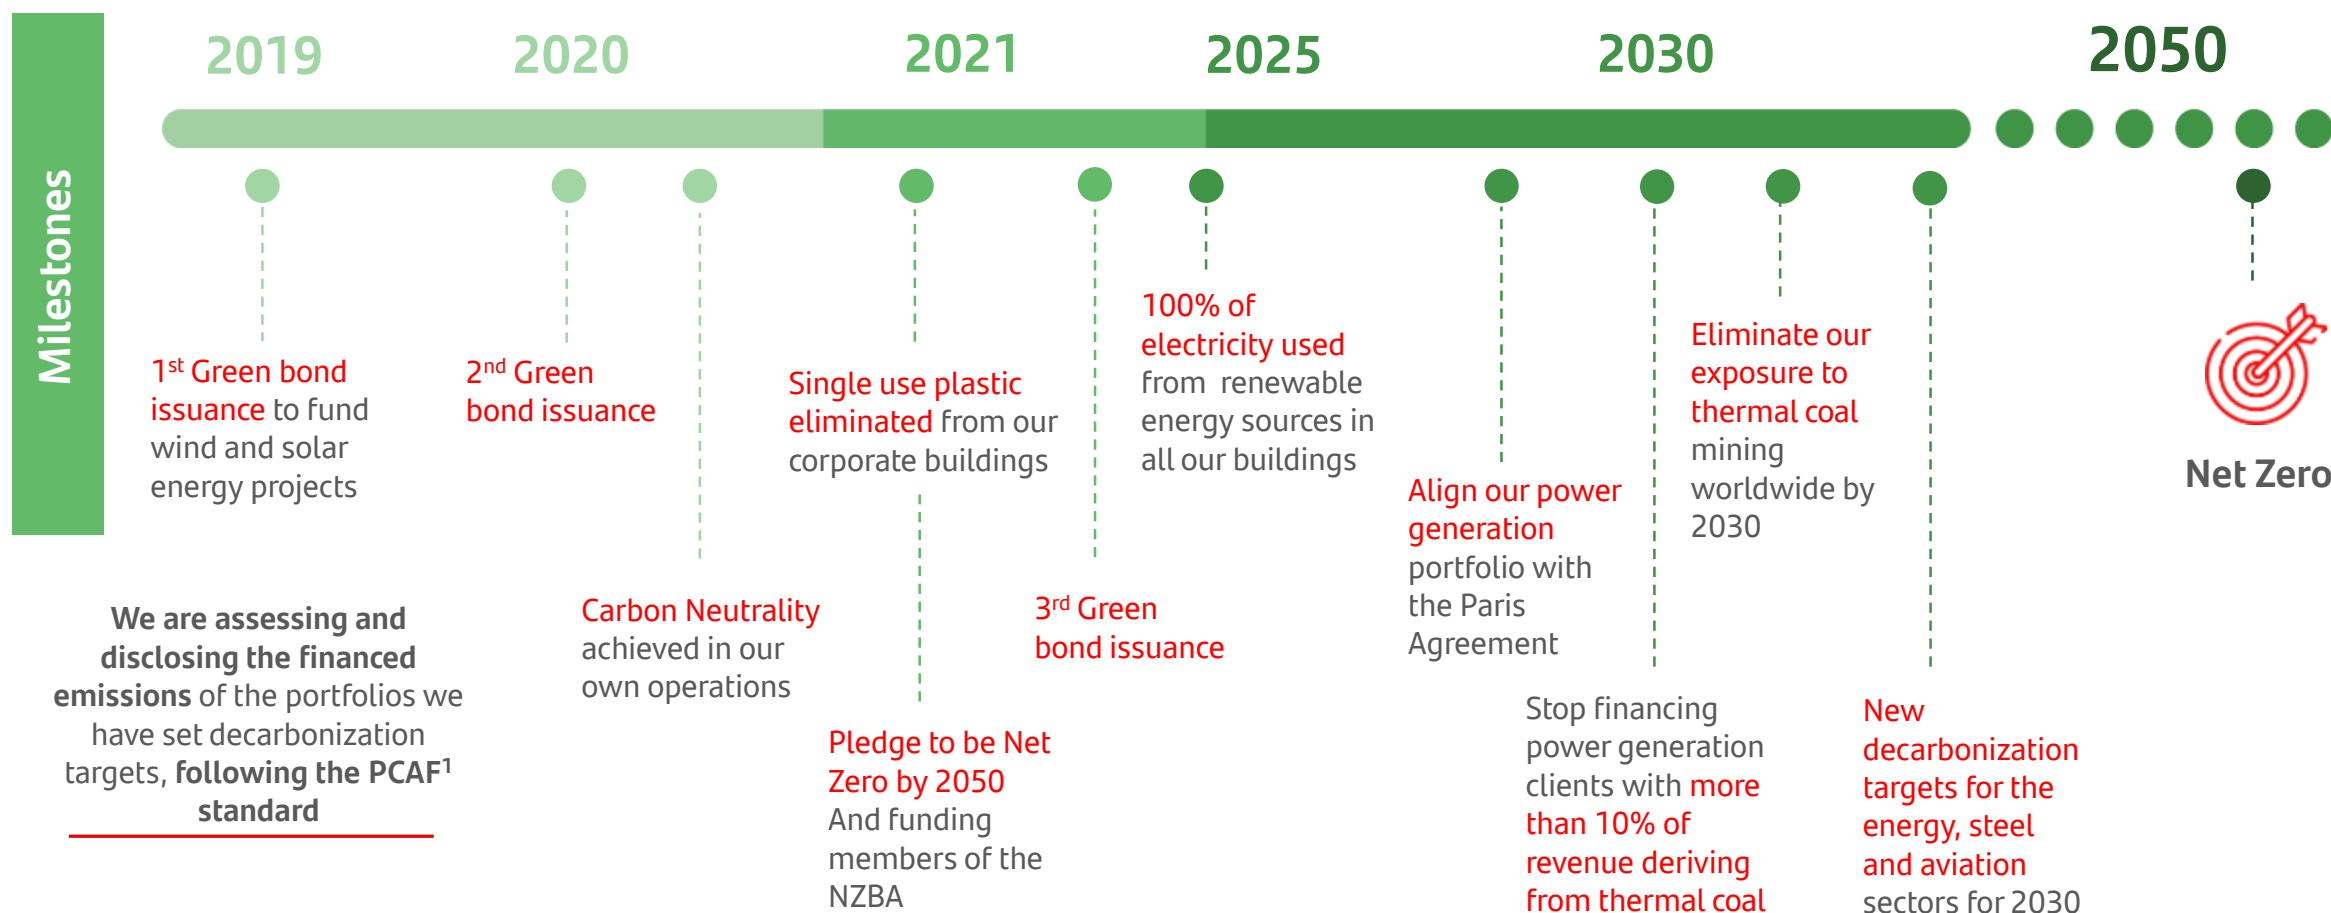 Milestones
2019
2020
2021
2025
2030
2050
1st Green bond
issuance to fund
wind and solar
energy projects
2nd Green
bond issuance
Carbon Neutrality
achieved in our
own operations
Single use plastic
eliminated from our
corporate buildings
Pledge to be Net
Zero by 2050
And funding
members of the
NZBA
3rd Green
bond issuance
100% of
electricity used
from renewable
energy sources in
all our buildings
Align our power
generation
portfolio with
the Paris
Agreement
Stop financing
power generation
clients with more
than 10% of
revenue deriving
from thermal coal
Eliminate our
exposure to
thermal coal
mining
worldwide by
2030
New
decarbonization
targets for the
energy, steel
and aviation
sectors for 2030
Net Zero
We are assessing and
disclosing the financed
emissions of the portfolios we
have set decarbonization
targets, following the PCAF1
standard